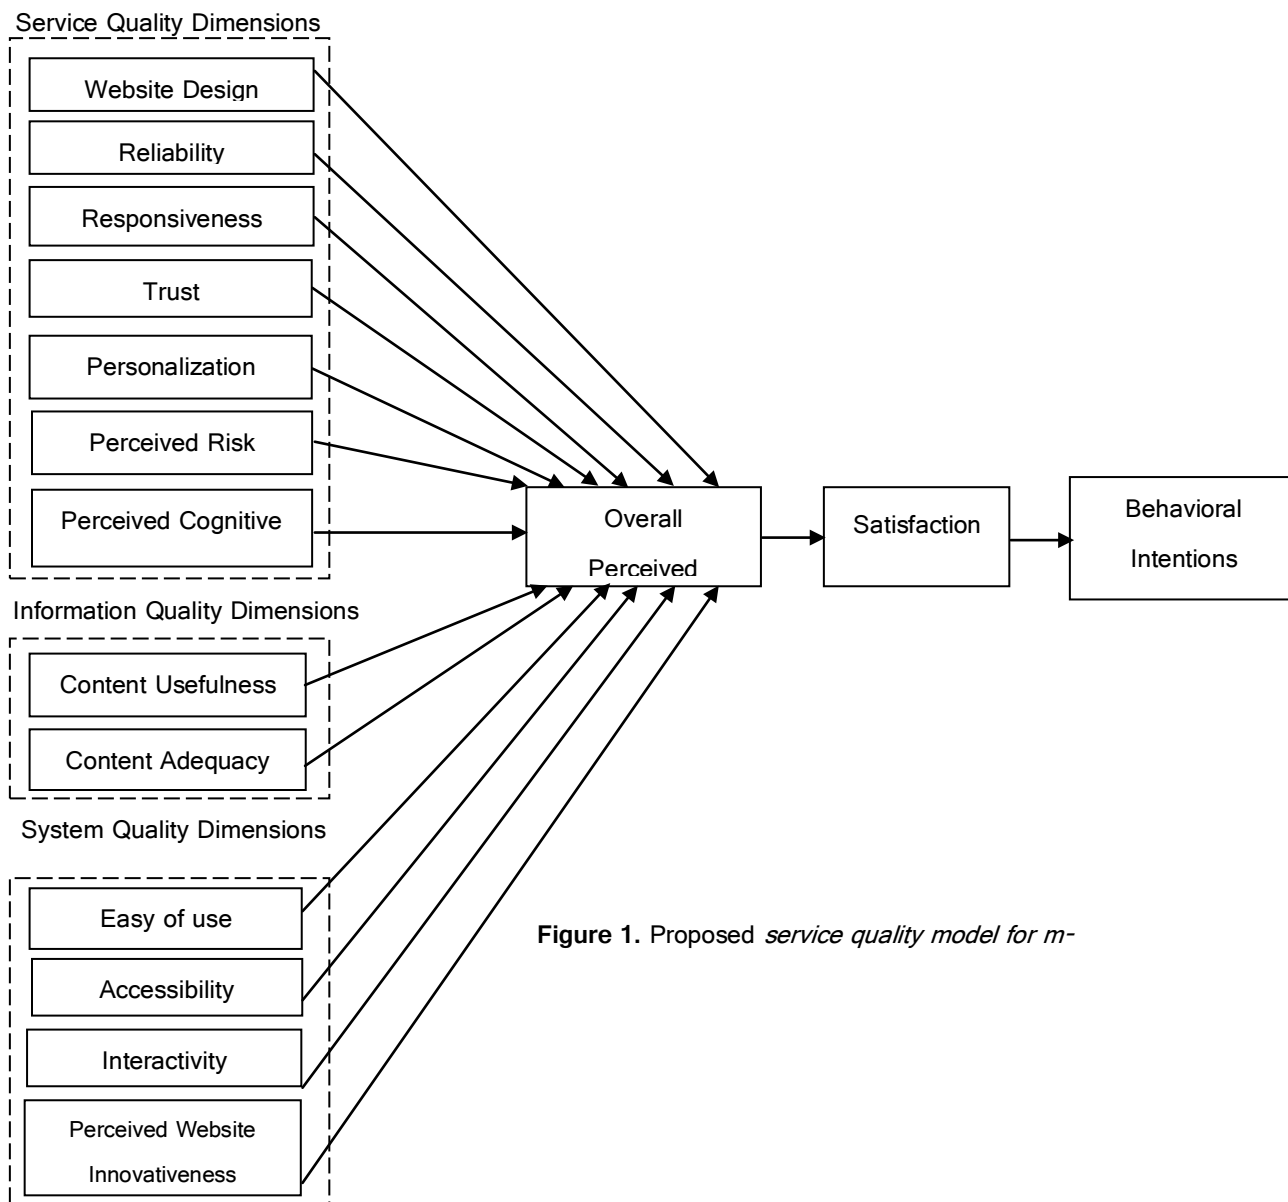 Service Quality Dimensions
Website Design
Reliability
Responsiveness
Trust
Personalization
Perceived Risk
Perceived Cognitive
Overall
Perceived
Satisfaction
Behavioral
Intentions
Information Quality Dimensions
Content Usefulness
Content Adequacy
System Quality Dimensions
Easy of use
Accessibility
Interactivity
Perceived Website
Innovativeness
Figure 1. Proposed service quality model for m-